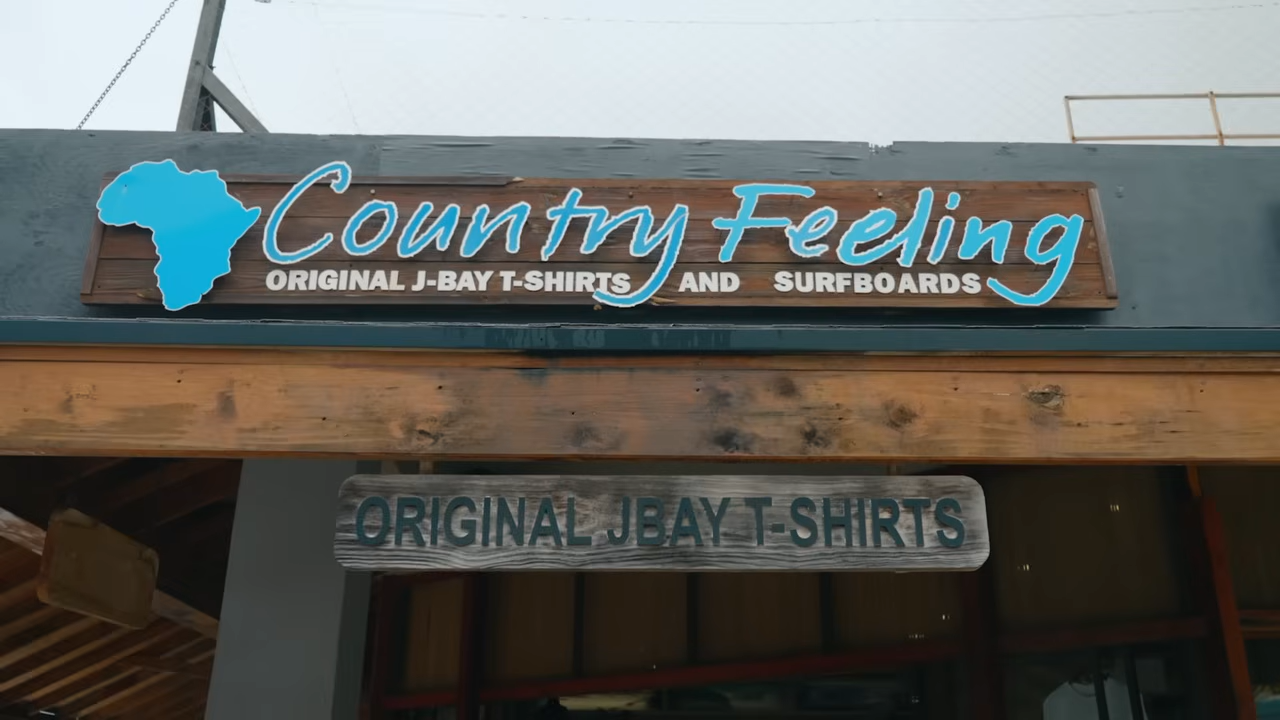 Country Feeling
ORIGINAL J-BAY T-SHIRTS AND SURFBOARDS
ORIGINAL JBAY T-SHIRTS